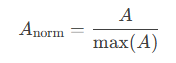 A_norm = A / max(A)